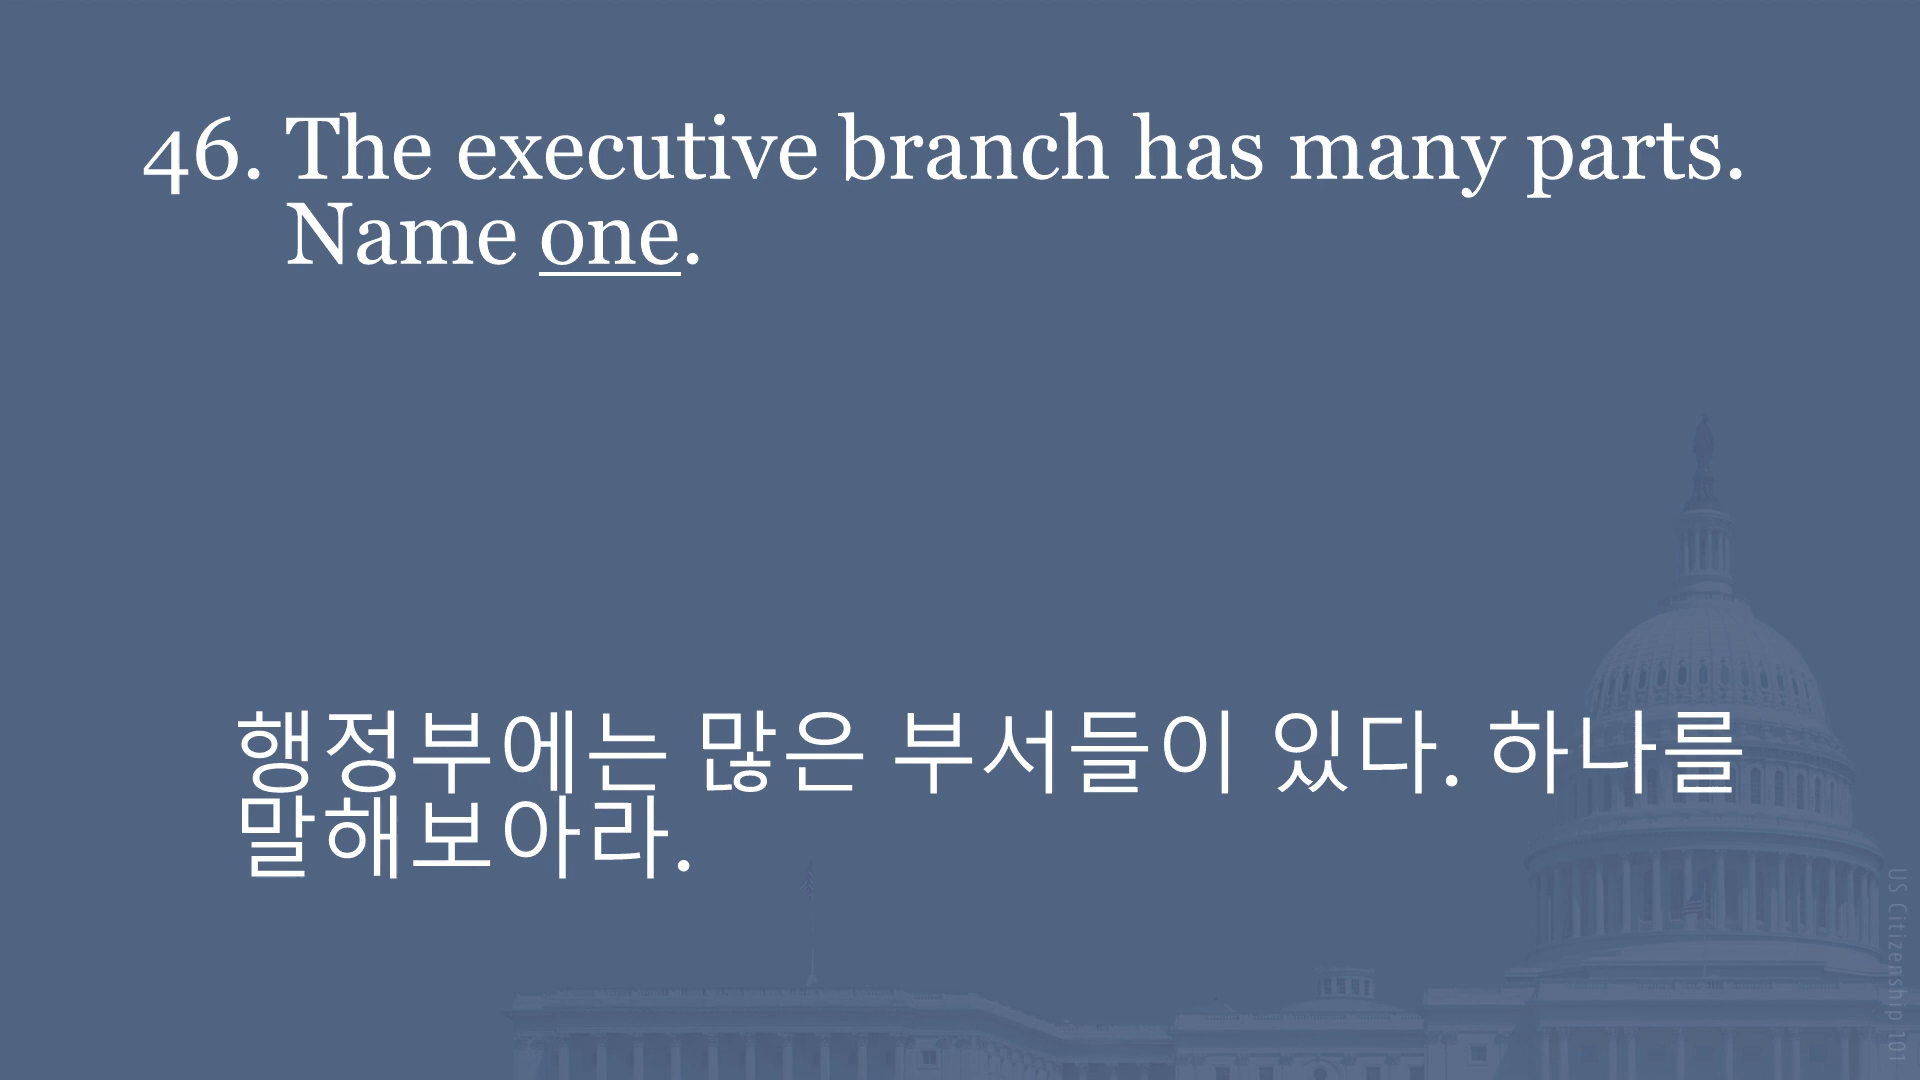 46. The executive branch has many parts.
Name one.
행정부에는 많은 부서들이 있다. 하나를
말해보아라.
US Citizenship 101